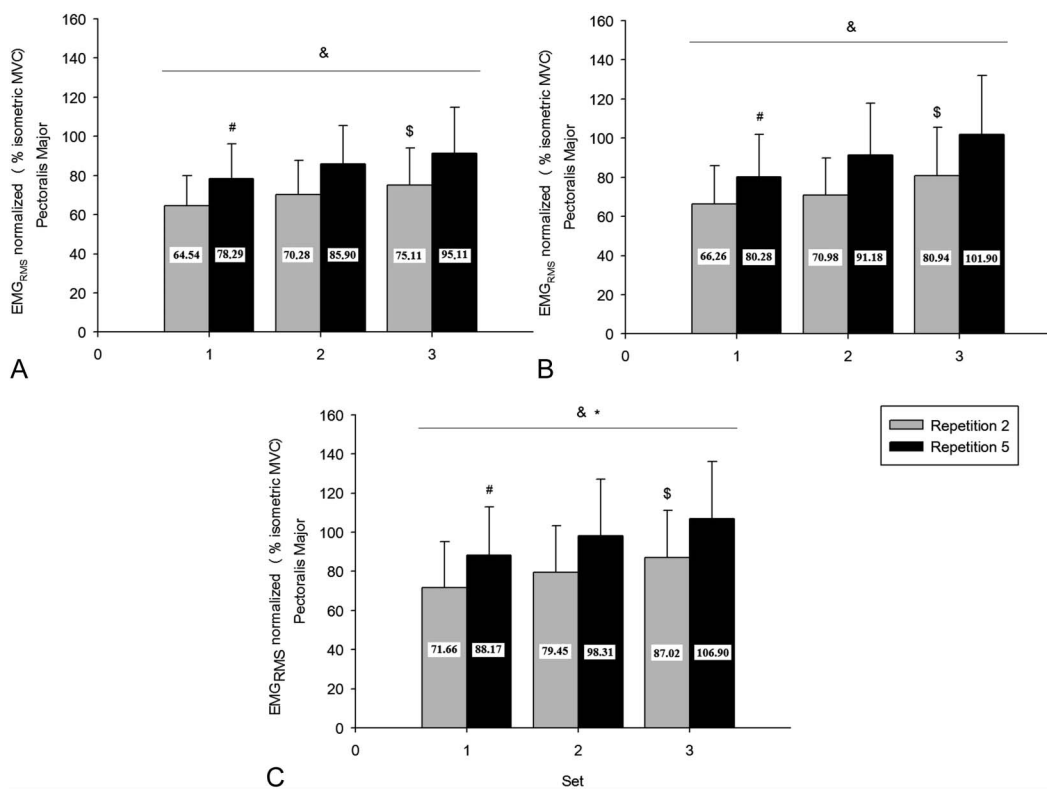 160
140
120
100
80
60
40
20
0
EMG_RMS normalized ( % isometric MVC)
Pectoralis Major
&
#
$
64.54 78,29 70,28 85,90 75,11 95,11
0 1 2 3
A
160
140
120
100
80
60
40
20
0
EMG_RMS normalized ( % isometric MVC)
Pectoralis Major
&
#
$
66,26 80.28 70.98 91.18 80.94 101.90
0 1 2 3
B
160
140
120
100
80
60
40
20
0
EMG_RMS normalized ( % isometric MVC)
Pectoralis Major
& *
#
$
71.66 88.17 79.45 98.31 87.02 106.90
0 1 2 3
C
Set
Repetition 2
Repetition 5